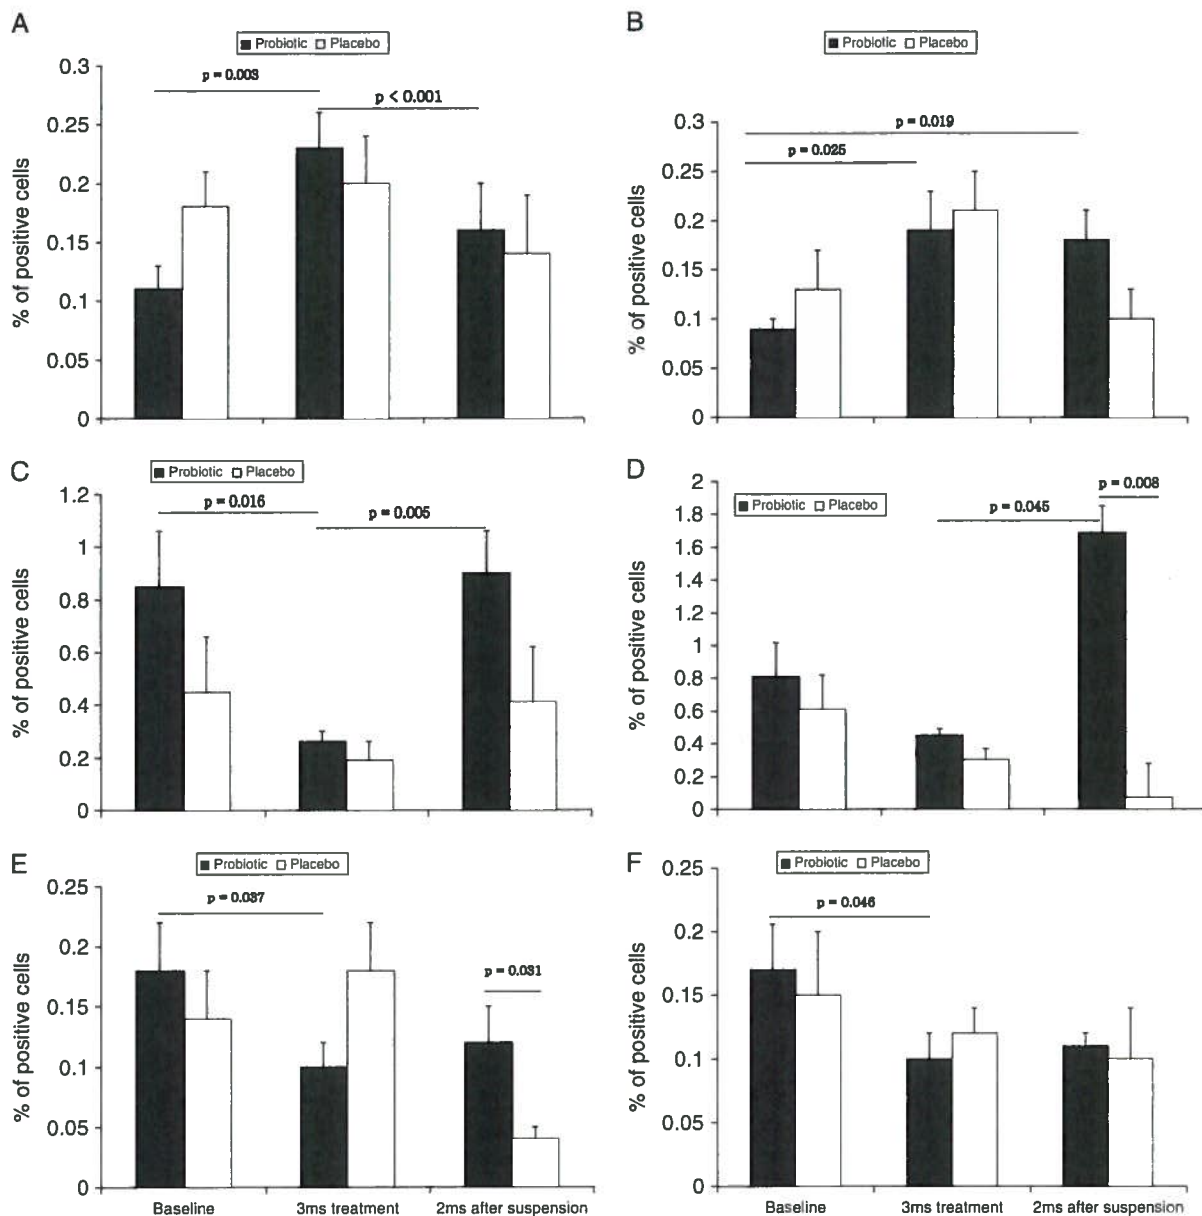 A
Probiotic Placebo
0.3
0.25
0.2
0.15
0.1
0.05
0
% of positive cells
p = 0.003
p < 0.001
B
Probiotic Placebo
0.3
0.25
0.2
0.15
0.1
0.05
0
% of positive cells
p = 0.019
p = 0.025
C
Probiotic Placebo
1.2
1
0.8
0.6
0.4
0.2
0
% of positive cells
p = 0.016
p = 0.005
D
Probiotic Placebo
2
1.8
1.6
1.4
1.2
1
0.8
0.6
0.4
0.2
0
% of positive cells
p = 0.008
p = 0.045
E
Probiotic Placebo
0.25
0.2
0.15
0.1
0.05
0
% of positive cells
p = 0.037
p = 0.031
Baseline 3ms treatment 2ms after suspension
F
Probiotic Placebo
0.25
0.2
0.15
0.1
0.05
0
% of positive cells
p = 0.046
Baseline 3ms treatment 2ms after suspension